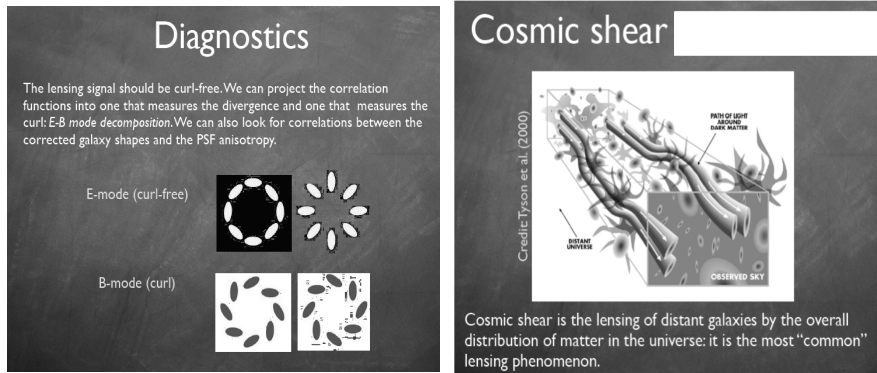 Diagnostics
The lensing signal should be curl-free. We can project the correlation
functions into one that measures the divergence and one that measures the
curl: E-B mode decomposition. We can also look for correlations between the
corrected galaxy shapes and the PSF anisotropy.
E-mode (curl-free)
B-mode (curl)
Cosmic shear
Credit: Tyson et al. (2000)
PATH OF LIGHT
AROUND
DARK MATTER
DISTANT
UNIVERSE
OBSERVED SKY
Cosmic shear is the lensing of distant galaxies by the overall
distribution of matter in the universe: it is the most “common”
lensing phenomenon.